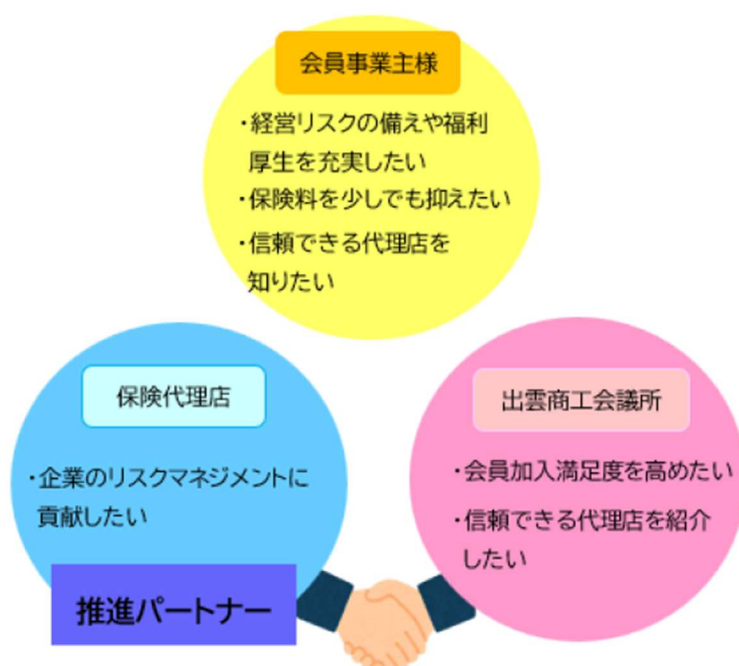 会員事業主様
・経営リスクの備えや福利
厚生を充実したい
・保険料を少しでも抑えたい
・信頼できる代理店を
知りたい
保険代理店
・企業のリスクマネジメントに
貢献したい
推進パートナー
出雲商工会議所
・会員加入満足度を高めたい
・信頼できる代理店を紹介
したい